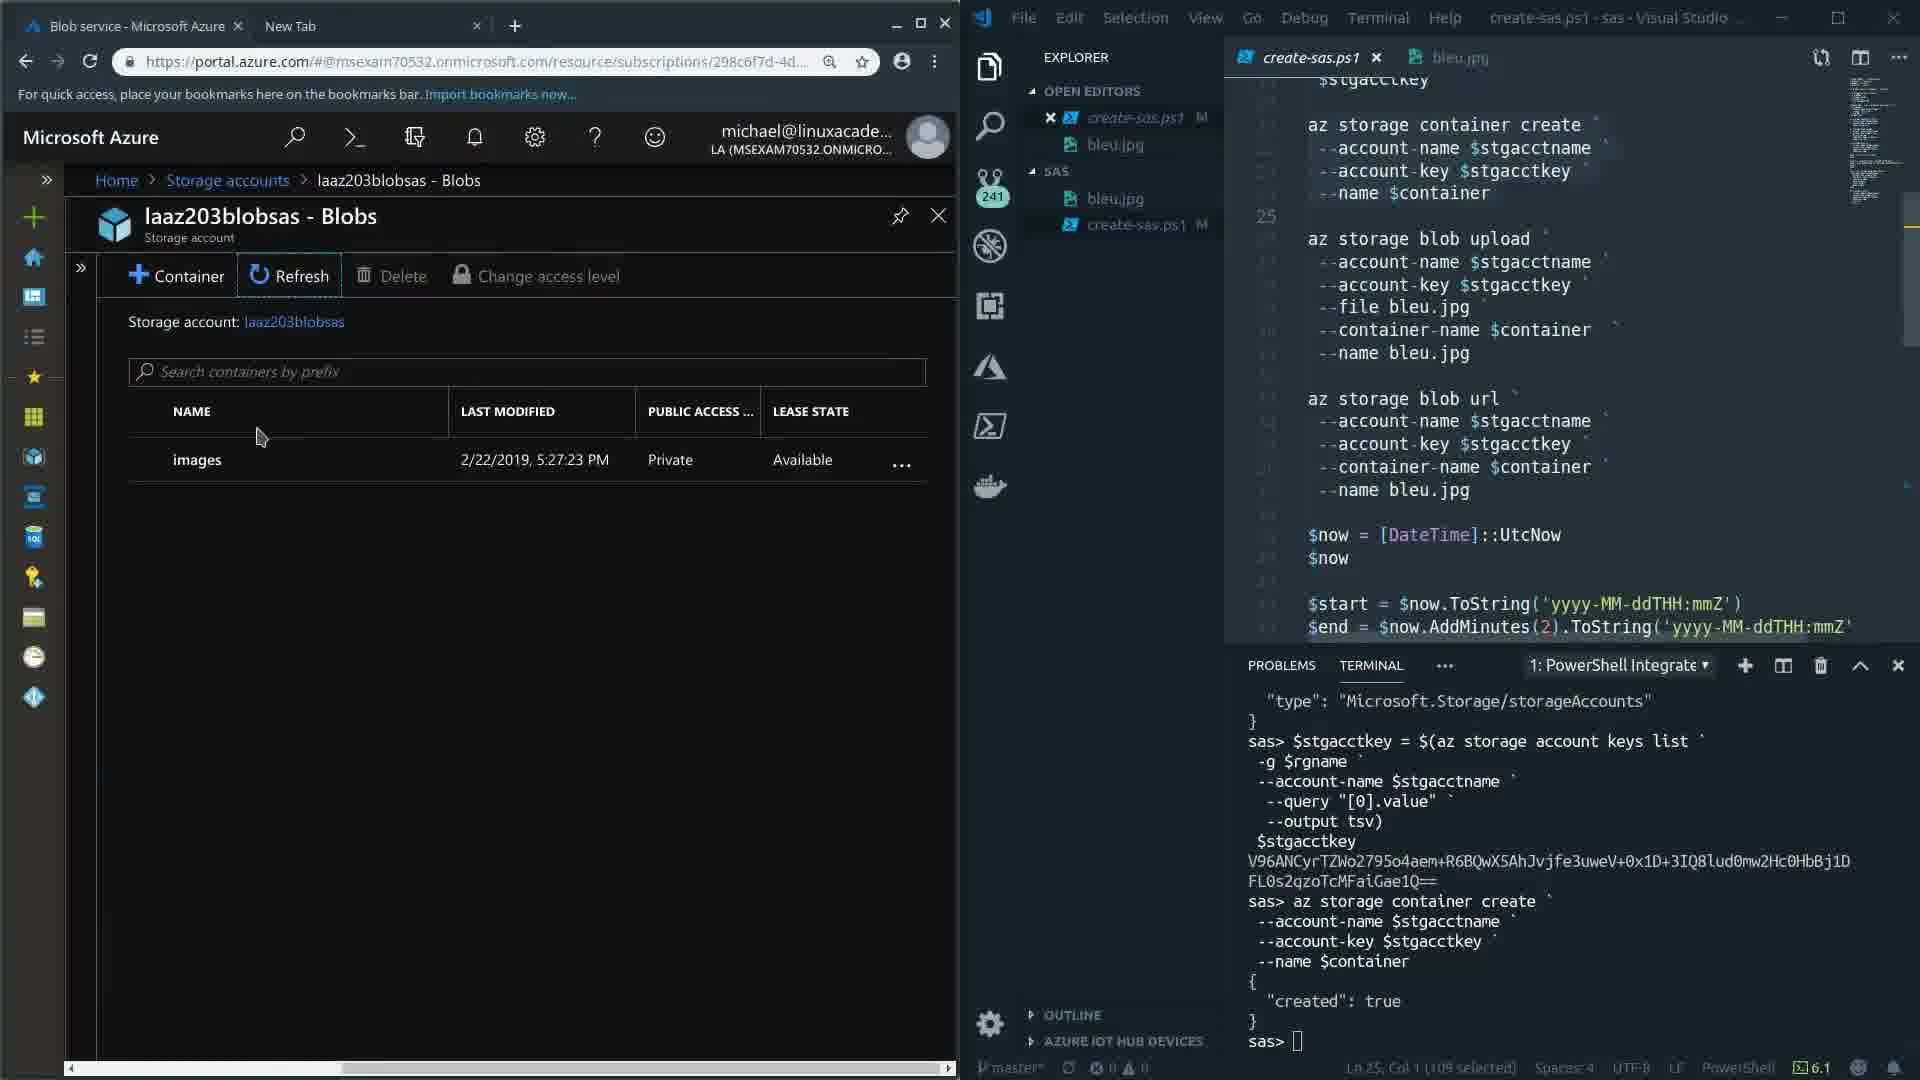 Blob service - Microsoft Azure
New Tab
https://portal.azure.com/#@msexam70532.onmicrosoft.com/resource/subscriptions/298c6f7d-4d...
For quick access, place your bookmarks here on the bookmarks bar. Import bookmarks now...
Microsoft Azure
michael@linuxacade...
LA (MSEXAM70532.ONMICRO...
Home > Storage accounts > laaz203blobsas - Blobs
laaz203blobsas - Blobs
Storage account
Container
Refresh
Delete
Change access level
Storage account: laaz203blobsas
Search containers by prefix
NAME LAST MODIFIED PUBLIC ACCESS ... LEASE STATE
images 2/22/2019, 5:27:23 PM Private Available ...
File Edit Selection View Go Debug Terminal Help create-sas.ps1 - sas - Visual Studio ...
EXPLORER
OPEN EDITORS
create-sas.ps1 M
bleu.jpg
SAS
bleu.jpg
create-sas.ps1 M
241
OUTLINE
AZURE IOT HUB DEVICES
create-sas.ps1
bleu.jpg
$stgacctkey
az storage container create `
--account-name $stgacctname `
--account-key $stgacctkey `
--name $container
25
az storage blob upload `
--account-name $stgacctname `
--account-key $stgacctkey `
--file bleu.jpg `
--container-name $container `
--name bleu.jpg
az storage blob url `
--account-name $stgacctname `
--account-key $stgacctkey `
--container-name $container `
--name bleu.jpg
$now = [DateTime]::UtcNow
$now
$start = $now.ToString('yyyy-MM-ddTHH:mmZ')
$end = $now.AddMinutes(2).ToString('yyyy-MM-ddTHH:mmZ'
PROBLEMS TERMINAL ... 1: PowerShell Integrate
"type": "Microsoft.Storage/storageAccounts"
}
sas> $stgacctkey = $(az storage account keys list `
-g $rgname `
--account-name $stgacctname `
--query "[0].value" `
--output tsv)
$stgacctkey
V96ANCyrTZWo2795o4aem+R6BQwX5AhJvjfe3uweV+0x1D+3IQ8lud0mw2Hc0HbBj1D
FL0s2qzoTcMFaiGae1Q==
sas> az storage container create `
--account-name $stgacctname `
--account-key $stgacctkey `
--name $container
{
"created": true
}
sas>
master* 0 0 Ln 25, Col 1 (109 selected) Spaces: 4 UTF-8 LF PowerShell 6.1